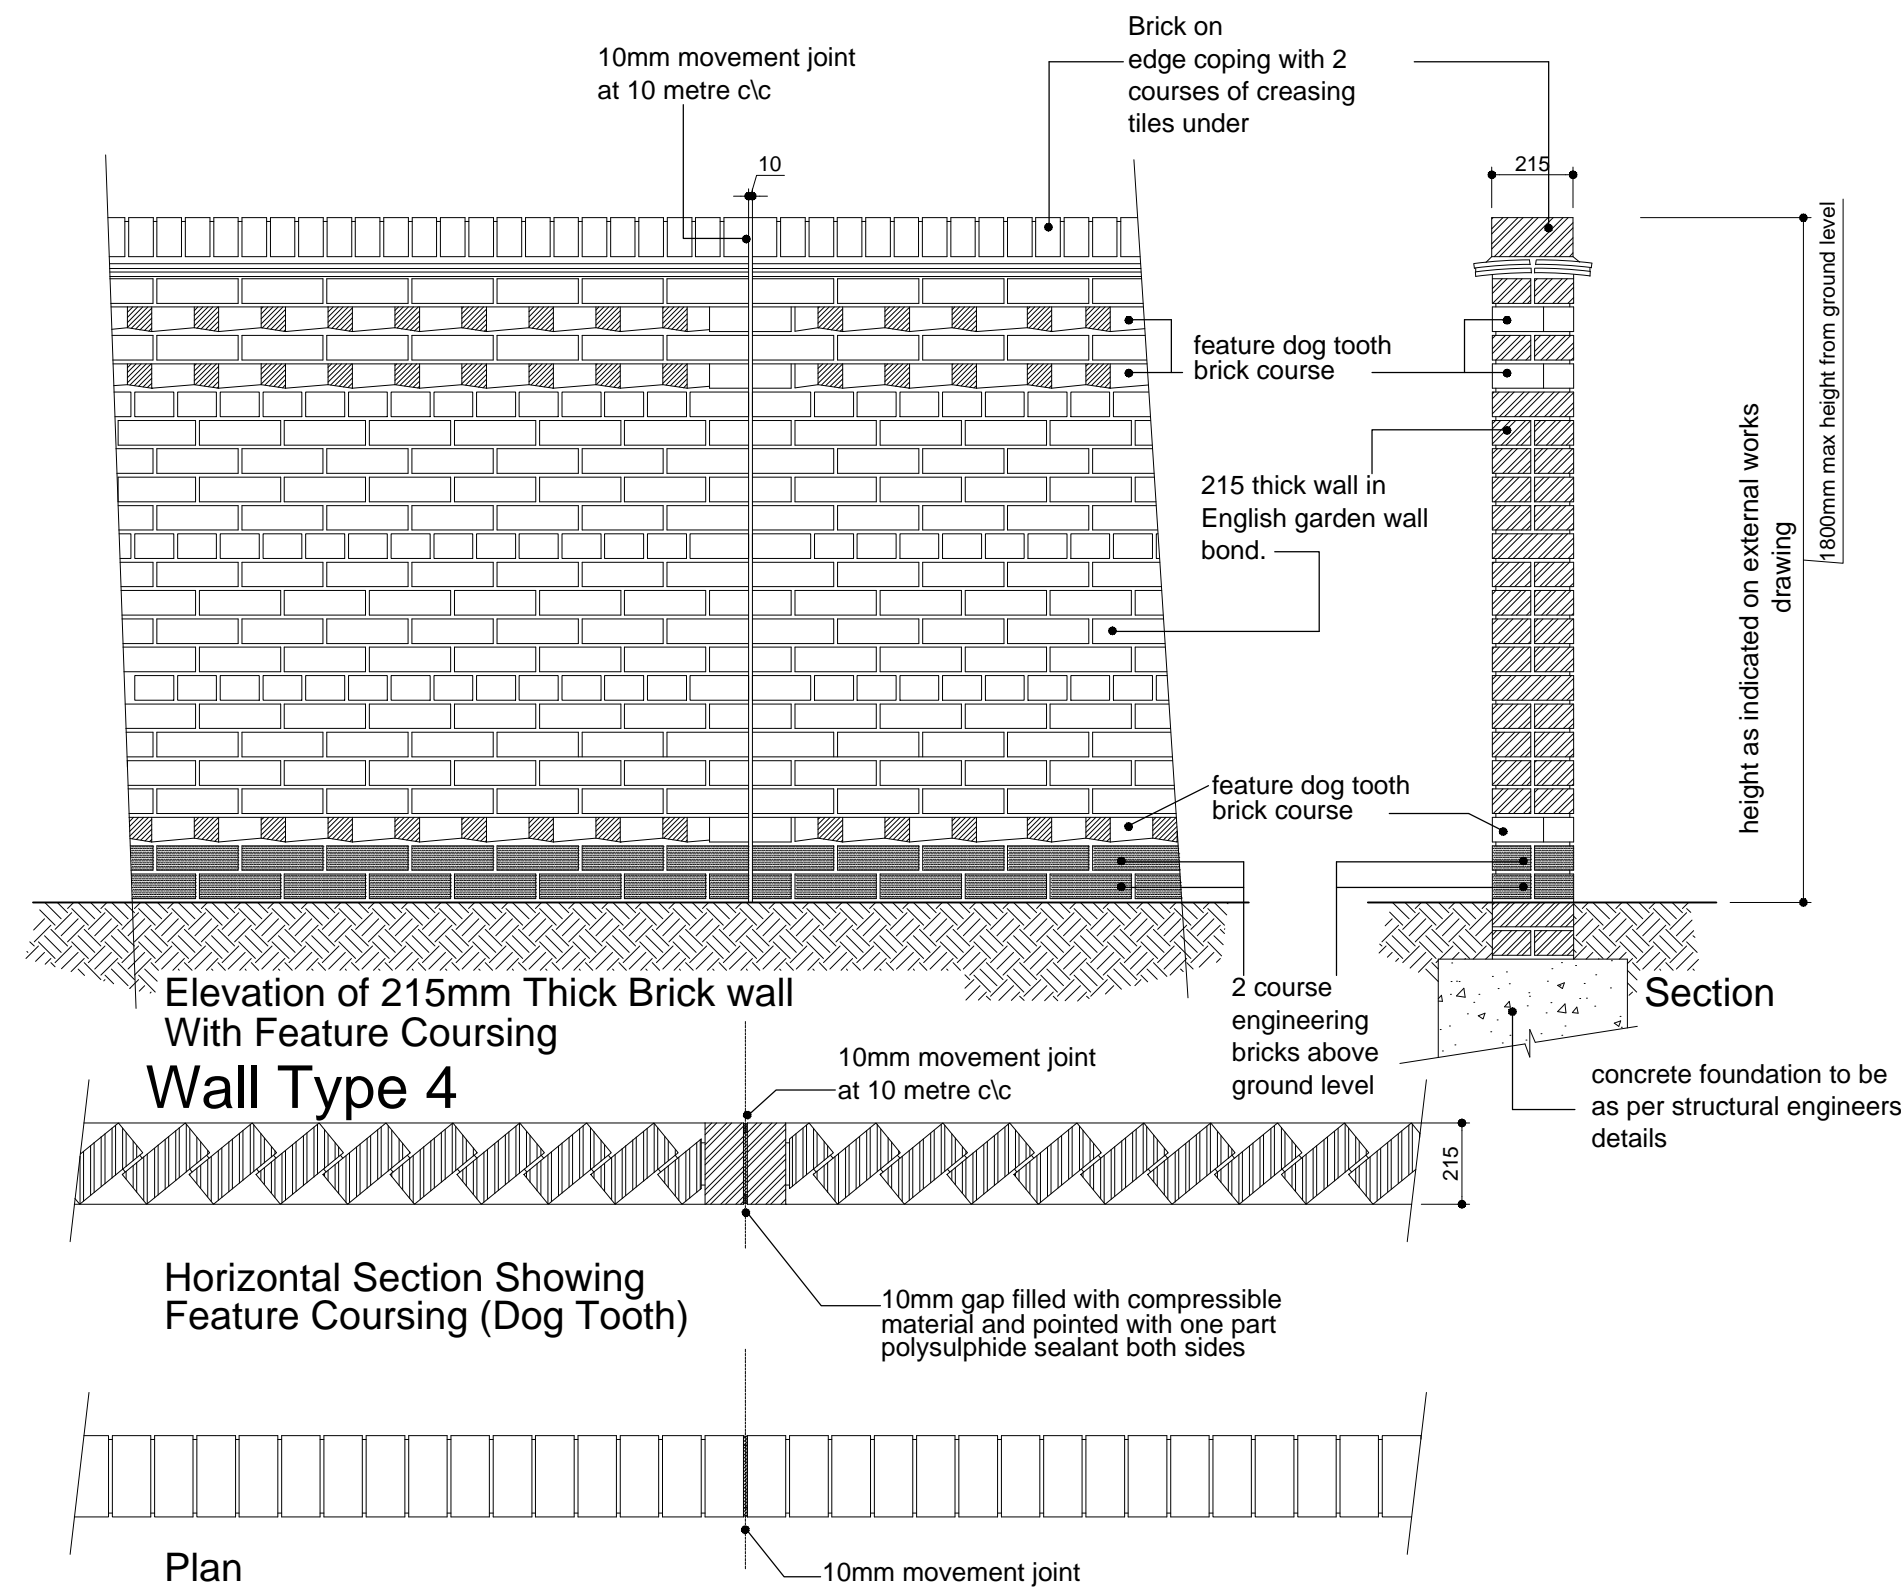 Brick on
edge coping with 2
courses of creasing
tiles under
10mm movement joint
at 10 metre c\c
10
215
feature dog tooth
brick course
215 thick wall in
English garden wall
bond.
height as indicated on external works
drawing
1800mm max height from ground level
feature dog tooth
brick course
Elevation of 215mm Thick Brick wall
With Feature Coursing
Wall Type 4
2 course
engineering
bricks above
ground level
Section
concrete foundation to be
as per structural engineers
details
10mm movement joint
at 10 metre c\c
215
Horizontal Section Showing
Feature Coursing (Dog Tooth)
10mm gap filled with compressible
material and pointed with one part
polysulphide sealant both sides
Plan
10mm movement joint